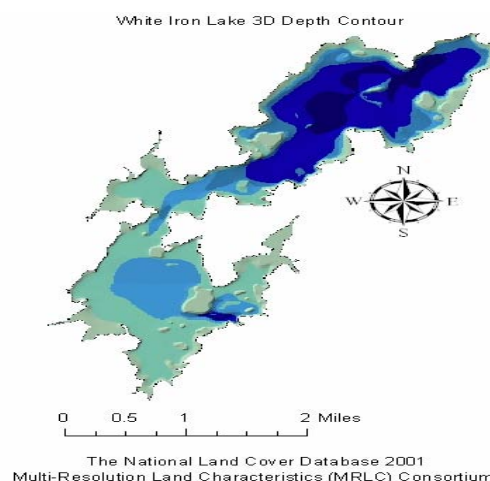 White Iron Lake 3D Depth Contour
N
W E
S
0 0.5 1 2 Miles
The National Land Cover Database 2001
Multi-Resolution Land Characteristics (MRLC) Consortium